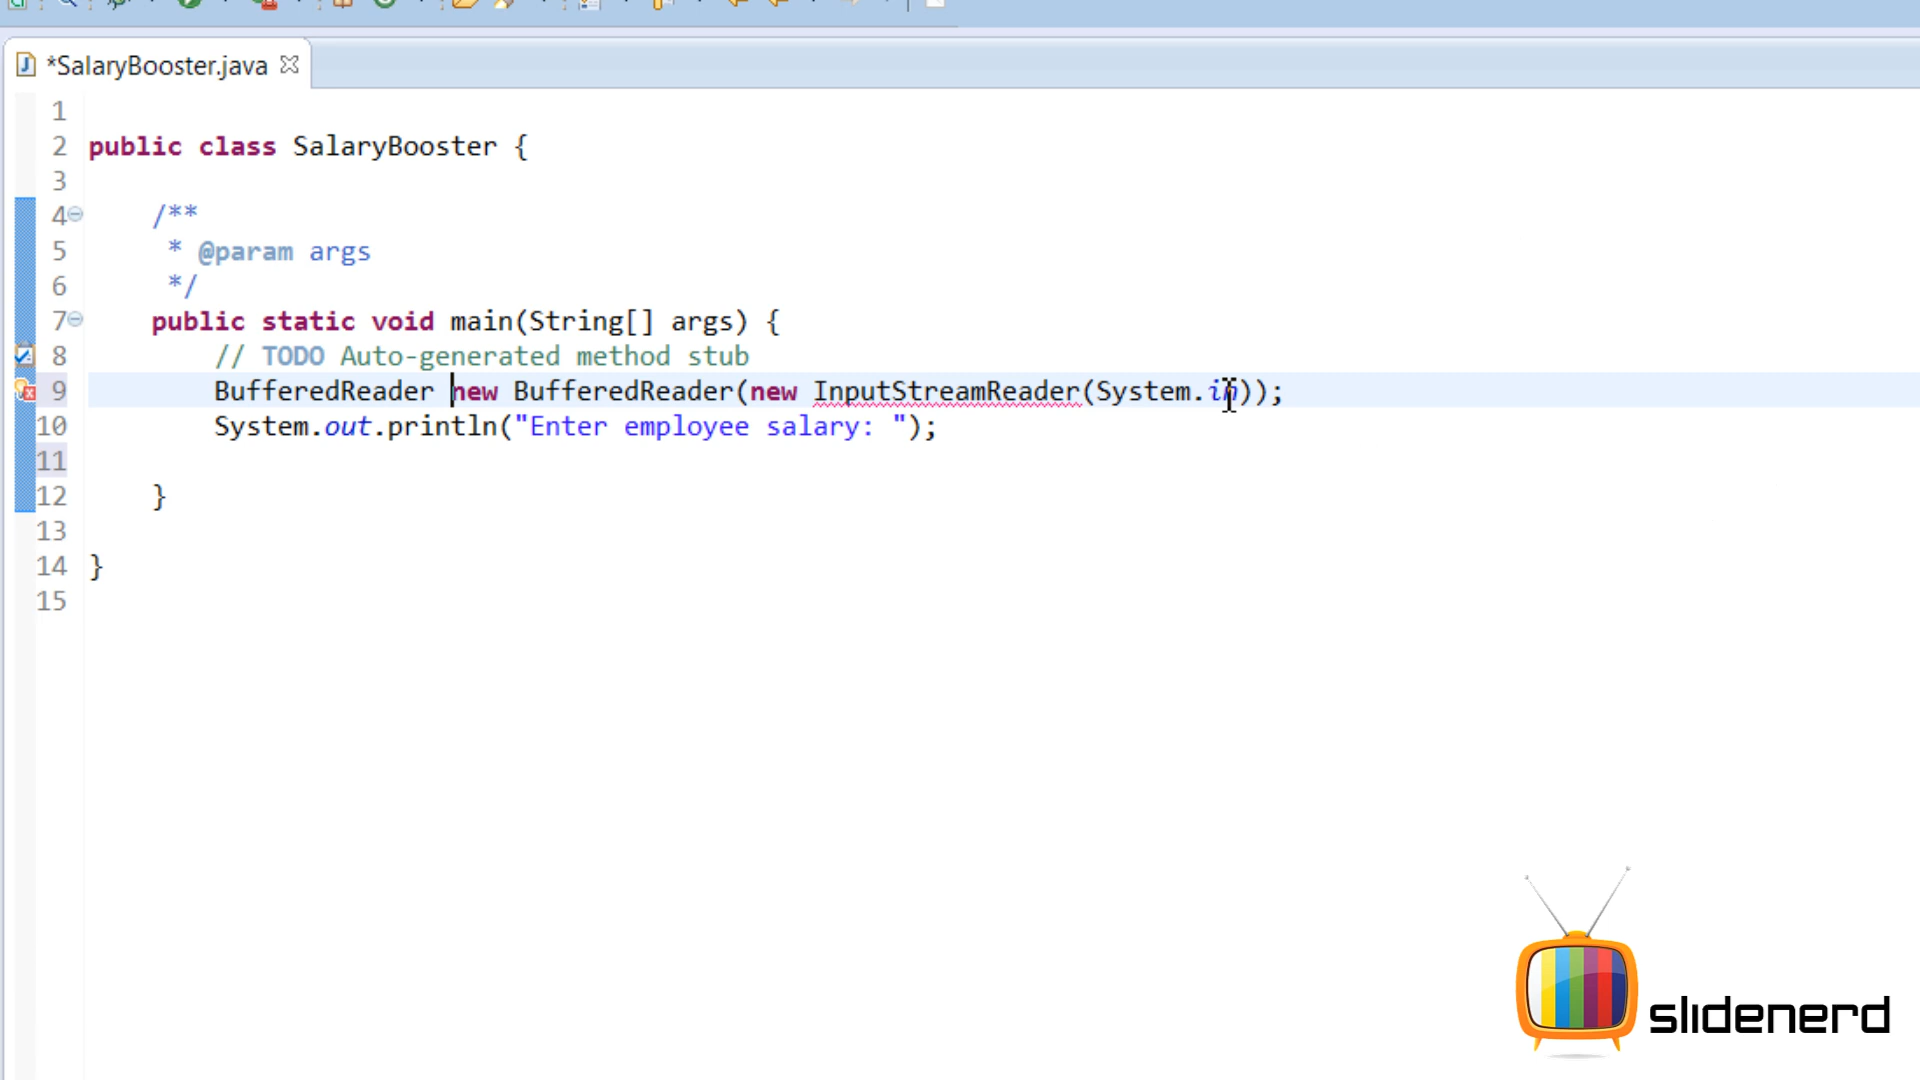 *SalaryBooster.java
1
2 public class SalaryBooster {
3
4 /**
5 * @param args
6 */
7 public static void main(String[] args) {
8 // TODO Auto-generated method stub
9 BufferedReader new BufferedReader(new InputStreamReader(System.in));
10 System.out.println("Enter employee salary: ");
11
12 }
13
14 }
15
slidenerd